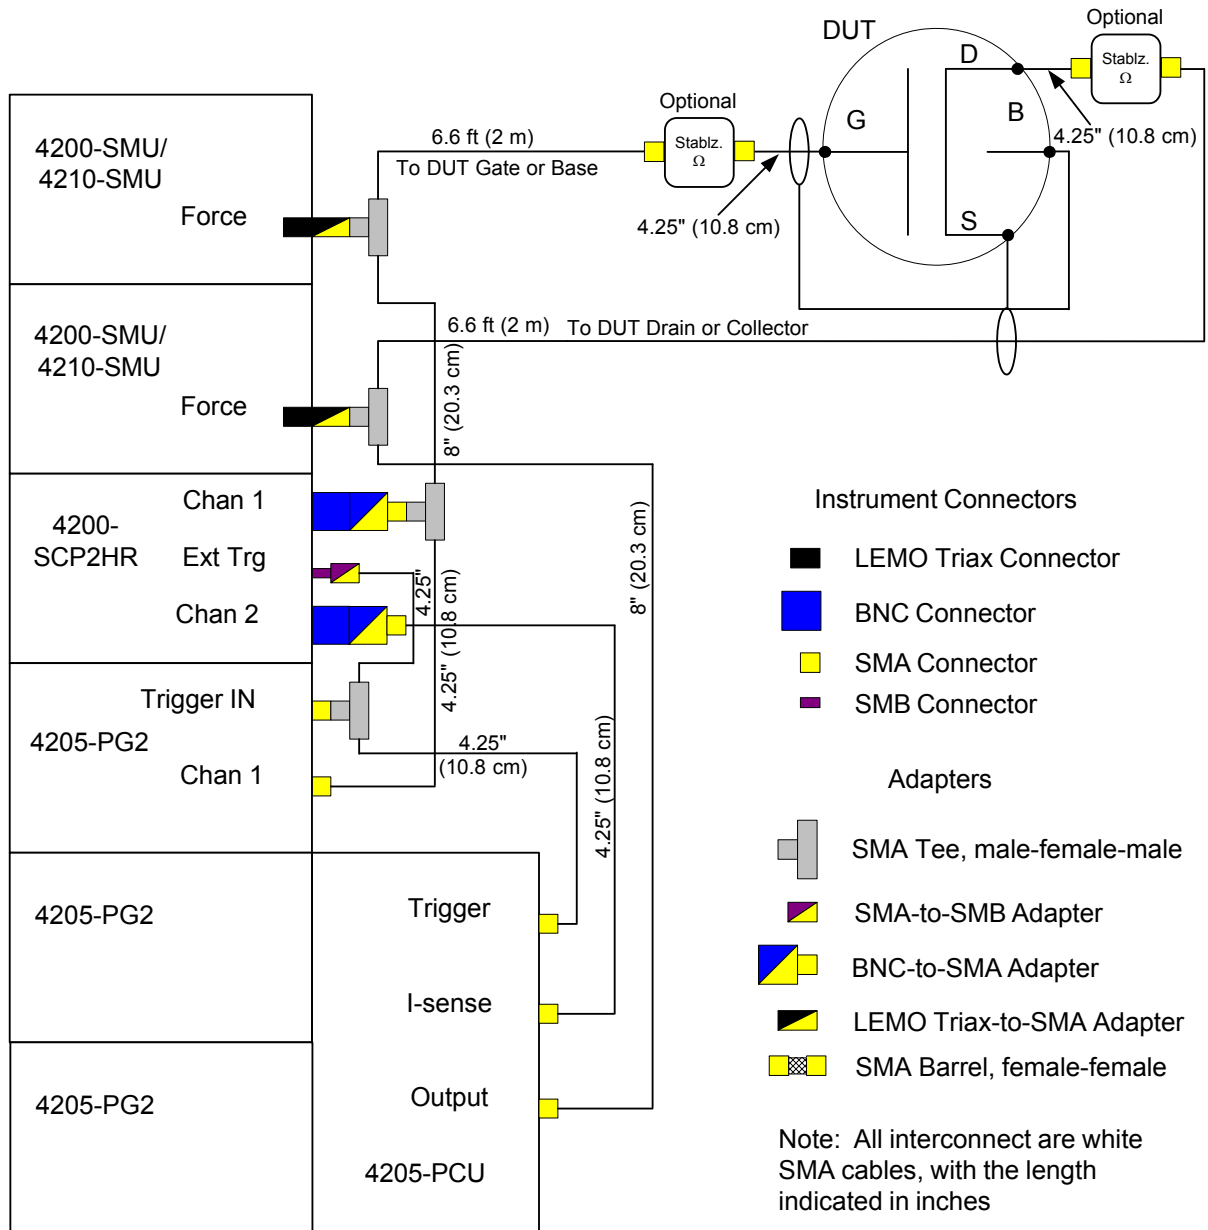 Optional
DUT
D
Stablz.
Ω
Optional
G
B
4.25" (10.8 cm)
6.6 ft (2 m)
Stablz.
Ω
To DUT Gate or Base
4.25" (10.8 cm)
S
4200-SMU/
4210-SMU
Force
6.6 ft (2 m)
To DUT Drain or Collector
4200-SMU/
4210-SMU
Force
8" (20.3 cm)
4200-
SCP2HR
Chan 1
Ext Trg
Chan 2
4.25"
(10.8 cm)
4.25" (10.8 cm)
8" (20.3 cm)
Trigger IN
4205-PG2
Chan 1
4.25"
(10.8 cm)
4.25" (10.8 cm)
4205-PG2
Trigger
I-sense
4205-PG2
Output
4205-PCU
Instrument Connectors
LEMO Triax Connector
BNC Connector
SMA Connector
SMB Connector
Adapters
SMA Tee, male-female-male
SMA-to-SMB Adapter
BNC-to-SMA Adapter
LEMO Triax-to-SMA Adapter
SMA Barrel, female-female
Note: All interconnect are white
SMA cables, with the length
indicated in inches